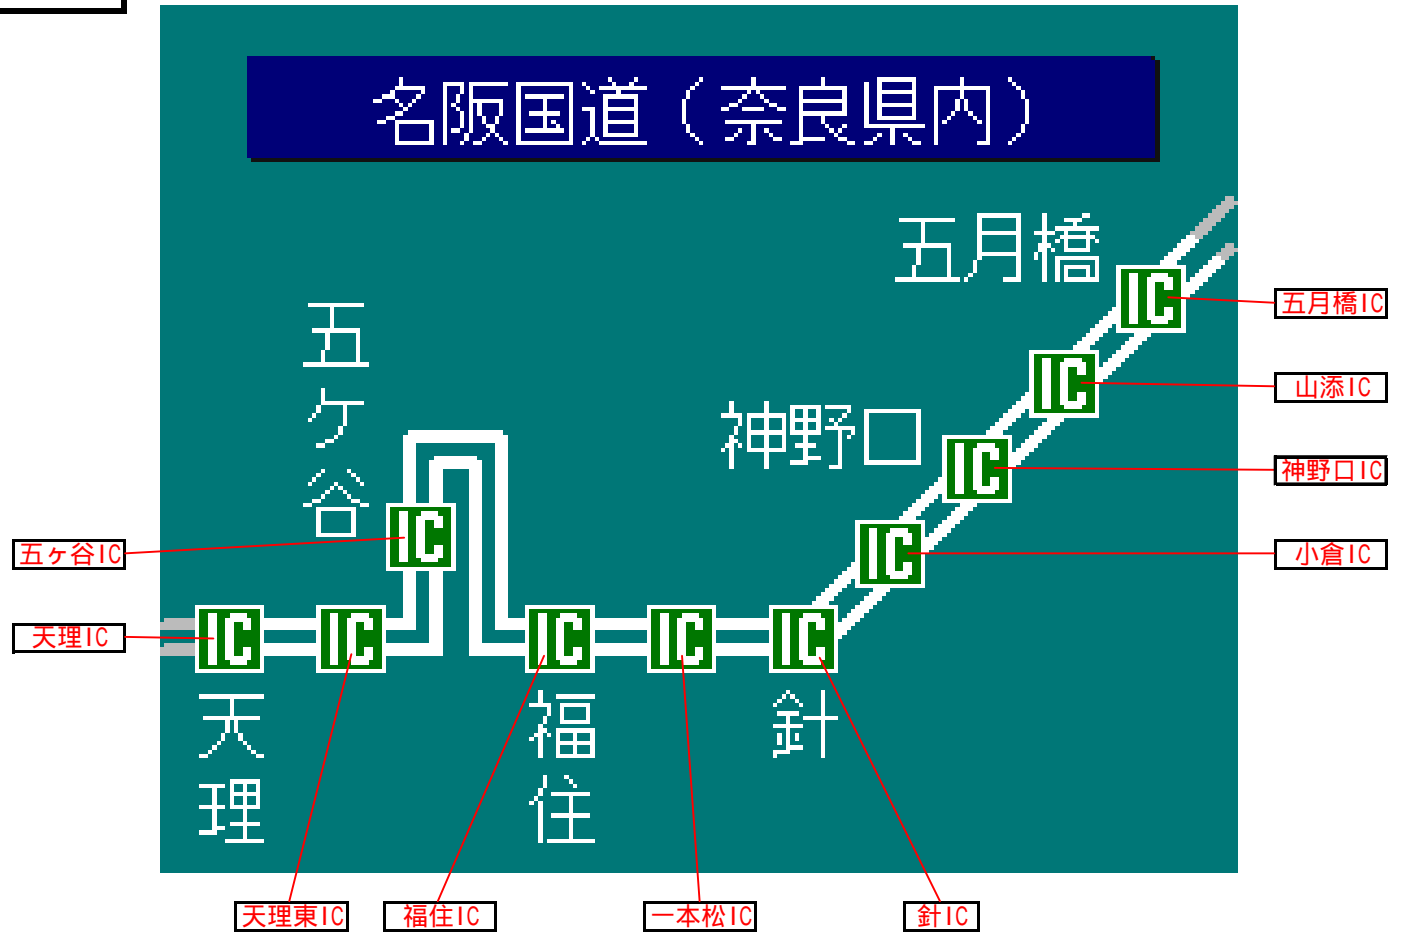 名阪国道（奈良県内）
五月橋
IC
五月橋IC
五ケ谷
IC
山添IC
神野口
IC
神野口IC
IC
五ヶ谷IC
IC
小倉IC
天理IC
IC
IC
IC
IC
IC
天理
福住
針
天理東IC
福住IC
一本松IC
針IC